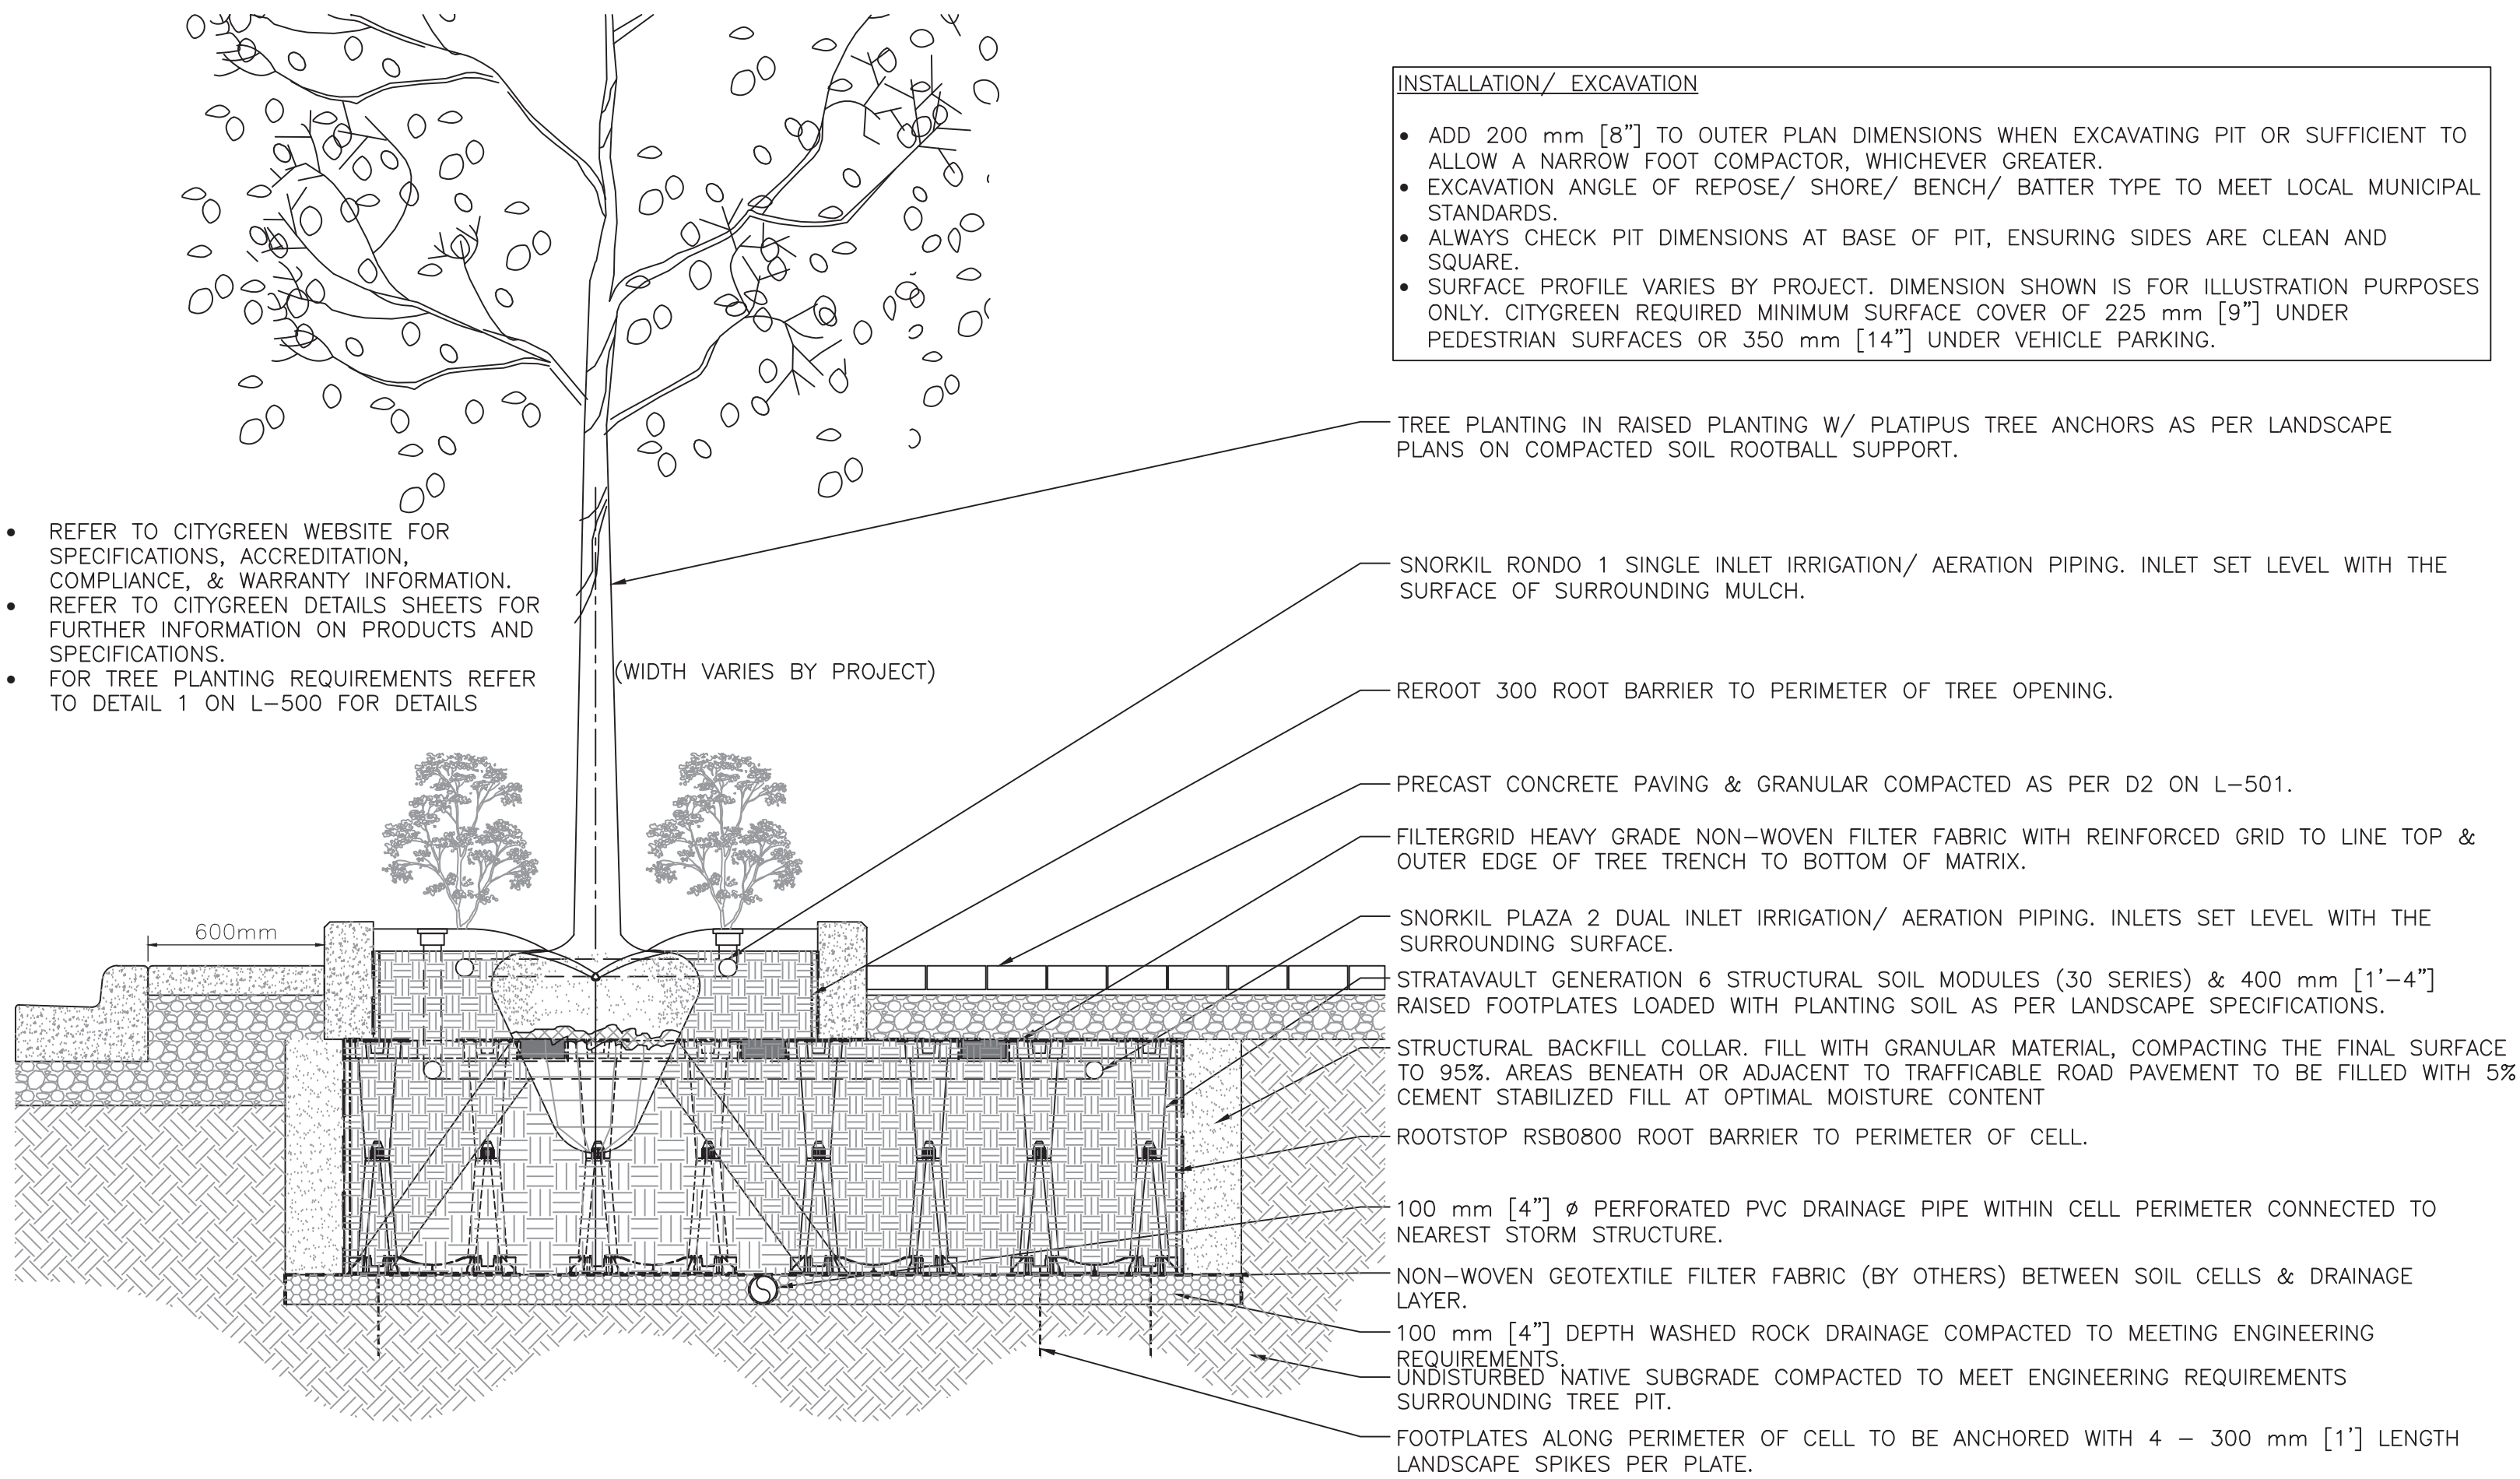 INSTALLATION/ EXCAVATION
• ADD 200 mm [8"] TO OUTER PLAN DIMENSIONS WHEN EXCAVATING PIT OR SUFFICIENT TO
ALLOW A NARROW FOOT COMPACTOR, WHICHEVER GREATER.
• EXCAVATION ANGLE OF REPOSE/ SHORE/ BENCH/ BATTER TYPE TO MEET LOCAL MUNICIPAL
STANDARDS.
• ALWAYS CHECK PIT DIMENSIONS AT BASE OF PIT, ENSURING SIDES ARE CLEAN AND
SQUARE.
• SURFACE PROFILE VARIES BY PROJECT. DIMENSION SHOWN IS FOR ILLUSTRATION PURPOSES
ONLY. CITYGREEN REQUIRED MINIMUM SURFACE COVER OF 225 mm [9"] UNDER
PEDESTRIAN SURFACES OR 350 mm [14"] UNDER VEHICLE PARKING.
TREE PLANTING IN RAISED PLANTING W/ PLATIPUS TREE ANCHORS AS PER LANDSCAPE
PLANS ON COMPACTED SOIL ROOTBALL SUPPORT.
• REFER TO CITYGREEN WEBSITE FOR
SPECIFICATIONS, ACCREDITATION,
COMPLIANCE, & WARRANTY INFORMATION.
• REFER TO CITYGREEN DETAILS SHEETS FOR
FURTHER INFORMATION ON PRODUCTS AND
SPECIFICATIONS.
• FOR TREE PLANTING REQUIREMENTS REFER
TO DETAIL 1 ON L-500 FOR DETAILS
(WIDTH VARIES BY PROJECT)
600mm
SNORKIL RONDO 1 SINGLE INLET IRRIGATION/ AERATION PIPING. INLET SET LEVEL WITH THE
SURFACE OF SURROUNDING MULCH.
REROOT 300 ROOT BARRIER TO PERIMETER OF TREE OPENING.
PRECAST CONCRETE PAVING & GRANULAR COMPACTED AS PER D2 ON L-501.
FILTERGRID HEAVY GRADE NON-WOVEN FILTER FABRIC WITH REINFORCED GRID TO LINE TOP &
OUTER EDGE OF TREE TRENCH TO BOTTOM OF MATRIX.
SNORKIL PLAZA 2 DUAL INLET IRRIGATION/ AERATION PIPING. INLETS SET LEVEL WITH THE
SURROUNDING SURFACE.
STRATAVAULT GENERATION 6 STRUCTURAL SOIL MODULES (30 SERIES) & 400 mm [1'-4"]
RAISED FOOTPLATES LOADED WITH PLANTING SOIL AS PER LANDSCAPE SPECIFICATIONS.
STRUCTURAL BACKFILL COLLAR. FILL WITH GRANULAR MATERIAL, COMPACTING THE FINAL SURFACE
TO 95%. AREAS BENEATH OR ADJACENT TO TRAFFICABLE ROAD PAVEMENT TO BE FILLED WITH 5%
CEMENT STABILIZED FILL AT OPTIMAL MOISTURE CONTENT
ROOTSTOP RSB0800 ROOT BARRIER TO PERIMETER OF CELL.
100 mm [4"] ø PERFORATED PVC DRAINAGE PIPE WITHIN CELL PERIMETER CONNECTED TO
NEAREST STORM STRUCTURE.
NON-WOVEN GEOTEXTILE FILTER FABRIC (BY OTHERS) BETWEEN SOIL CELLS & DRAINAGE
LAYER.
100 mm [4"] DEPTH WASHED ROCK DRAINAGE COMPACTED TO MEETING ENGINEERING
REQUIREMENTS.
UNDISTURBED NATIVE SUBGRADE COMPACTED TO MEET ENGINEERING REQUIREMENTS
SURROUNDING TREE PIT.
FOOTPLATES ALONG PERIMETER OF CELL TO BE ANCHORED WITH 4 - 300 mm [1'] LENGTH
LANDSCAPE SPIKES PER PLATE.